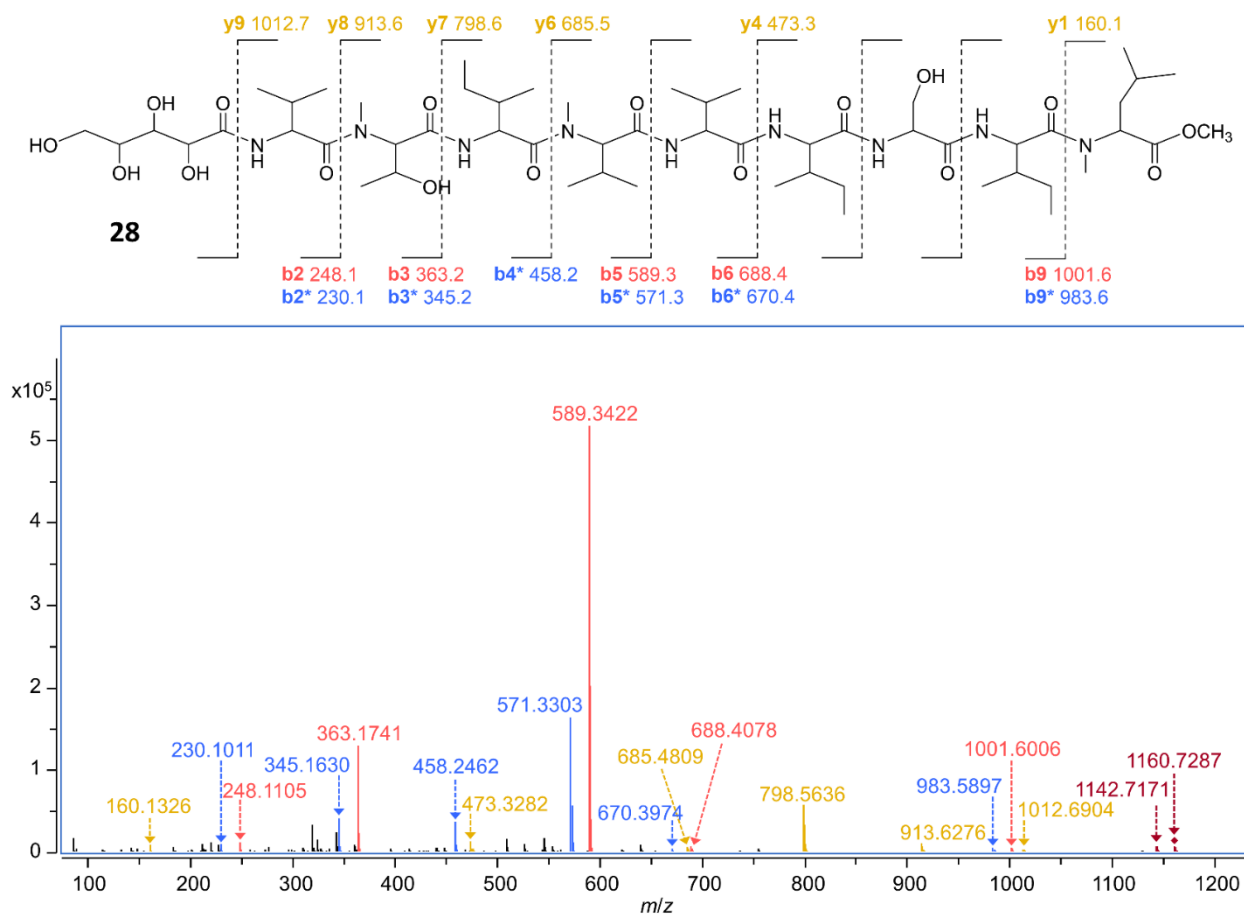 y9 1012.7 y8 913.6 y7 798.6 y6 685.5 y4 473.3 y1 160.1
OH
OH O O O O O O
HO N N N N N N N N N OCH3
H H H H H H
OH OH O OH O O O O O
28
b2 248.1 b3 363.2 b4* 458.2 b5 589.3 b6 688.4 b9 1001.6
b2* 230.1 b3* 345.2 b5* 571.3 b6* 670.4 b9* 983.6
x10⁵
589.3422
5
4
3
2
571.3303
363.1741
230.1011 345.1630 458.2462 685.4809 688.4078 1001.6006 1160.7287
1
160.1326 248.1105 473.3282 670.3974 798.5636 983.5897 1012.6904 1142.7171
913.6276
0
100 200 300 400 500 600 700 800 900 1000 1100 1200
m/z